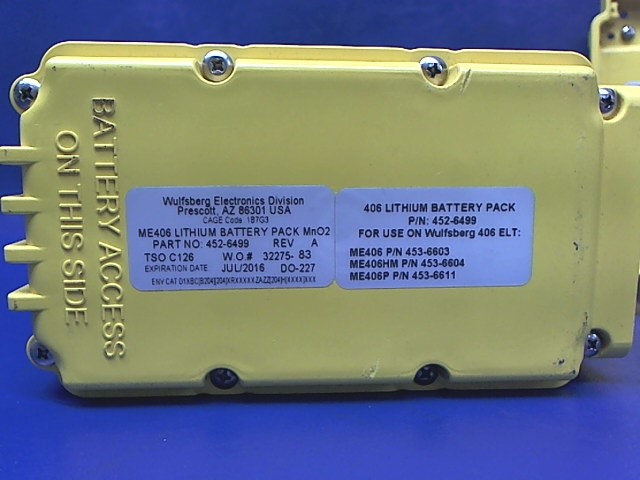 BATTERY ACCESS
ON THIS SIDE
Wulfsberg Electronics Division
Prescott, AZ 86301 USA
CAGE Code 1B7G3
ME406 LITHIUM BATTERY PACK MnO2
PART NO: 452-6499 REV A
TSO C126 W.O.# 32275- 83
EXPIRATION DATE JUL/2016 DO-227
ENV CAT
406 LITHIUM BATTERY PACK
P/N: 452-6499
FOR USE ON Wulfsberg 406 ELT:
ME406 P/N 453-6603
ME406HM P/N 453-6604
ME406P P/N 453-6611